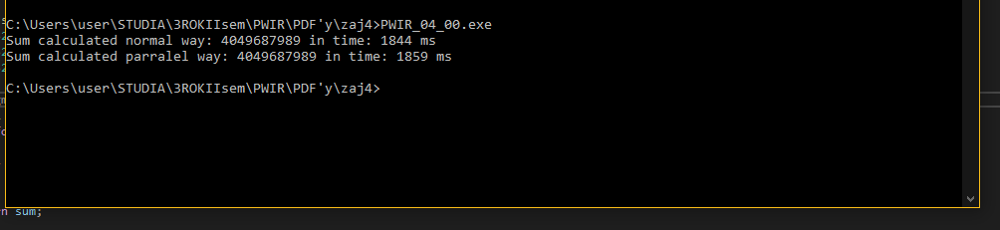 C:\Users\user\STUDIA\3ROKIIsem\PWIR\PDF'y\zaj4>PWIR_04_00.exe
Sum calculated normal way: 4049687989 in time: 1844 ms
Sum calculated parralel way: 4049687989 in time: 1859 ms
C:\Users\user\STUDIA\3ROKIIsem\PWIR\PDF'y\zaj4>
n sum;